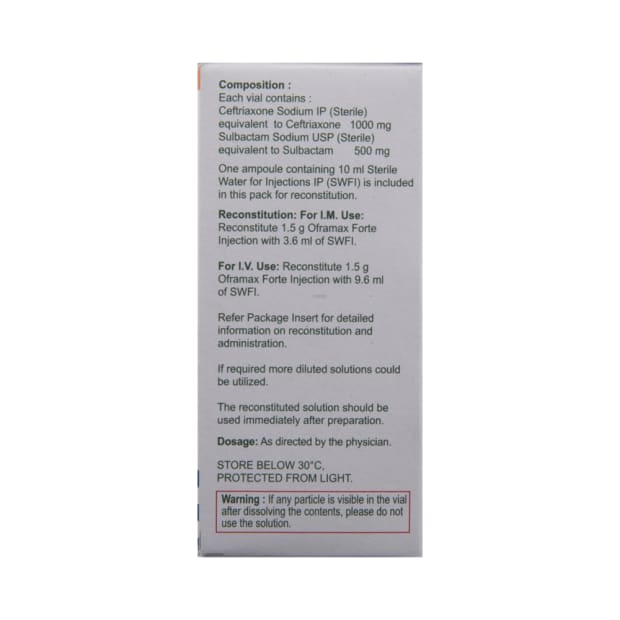 Composition :
Each vial contains :
Ceftriaxone Sodium IP (Sterile)
equivalent to Ceftriaxone 1000 mg
Sulbactam Sodium USP (Sterile)
equivalent to Sulbactam 500 mg
One ampoule containing 10 ml Sterile
Water for Injections IP (SWFI) is included
in this pack for reconstitution.
Reconstitution: For I.M. Use:
Reconstitute 1.5 g Oframax Forte
Injection with 3.6 ml of SWFI.
For I.V. Use: Reconstitute 1.5 g
Oframax Forte Injection with 9.6 ml
of SWFI.
Refer Package Insert for detailed
information on reconstitution and
administration.
If required more diluted solutions could
be utilized.
The reconstituted solution should be
used immediately after preparation.
Dosage: As directed by the physician.
STORE BELOW 30°C,
PROTECTED FROM LIGHT.
Warning : If any particle is visible in the vial
after dissolving the contents, please do not
use the solution.